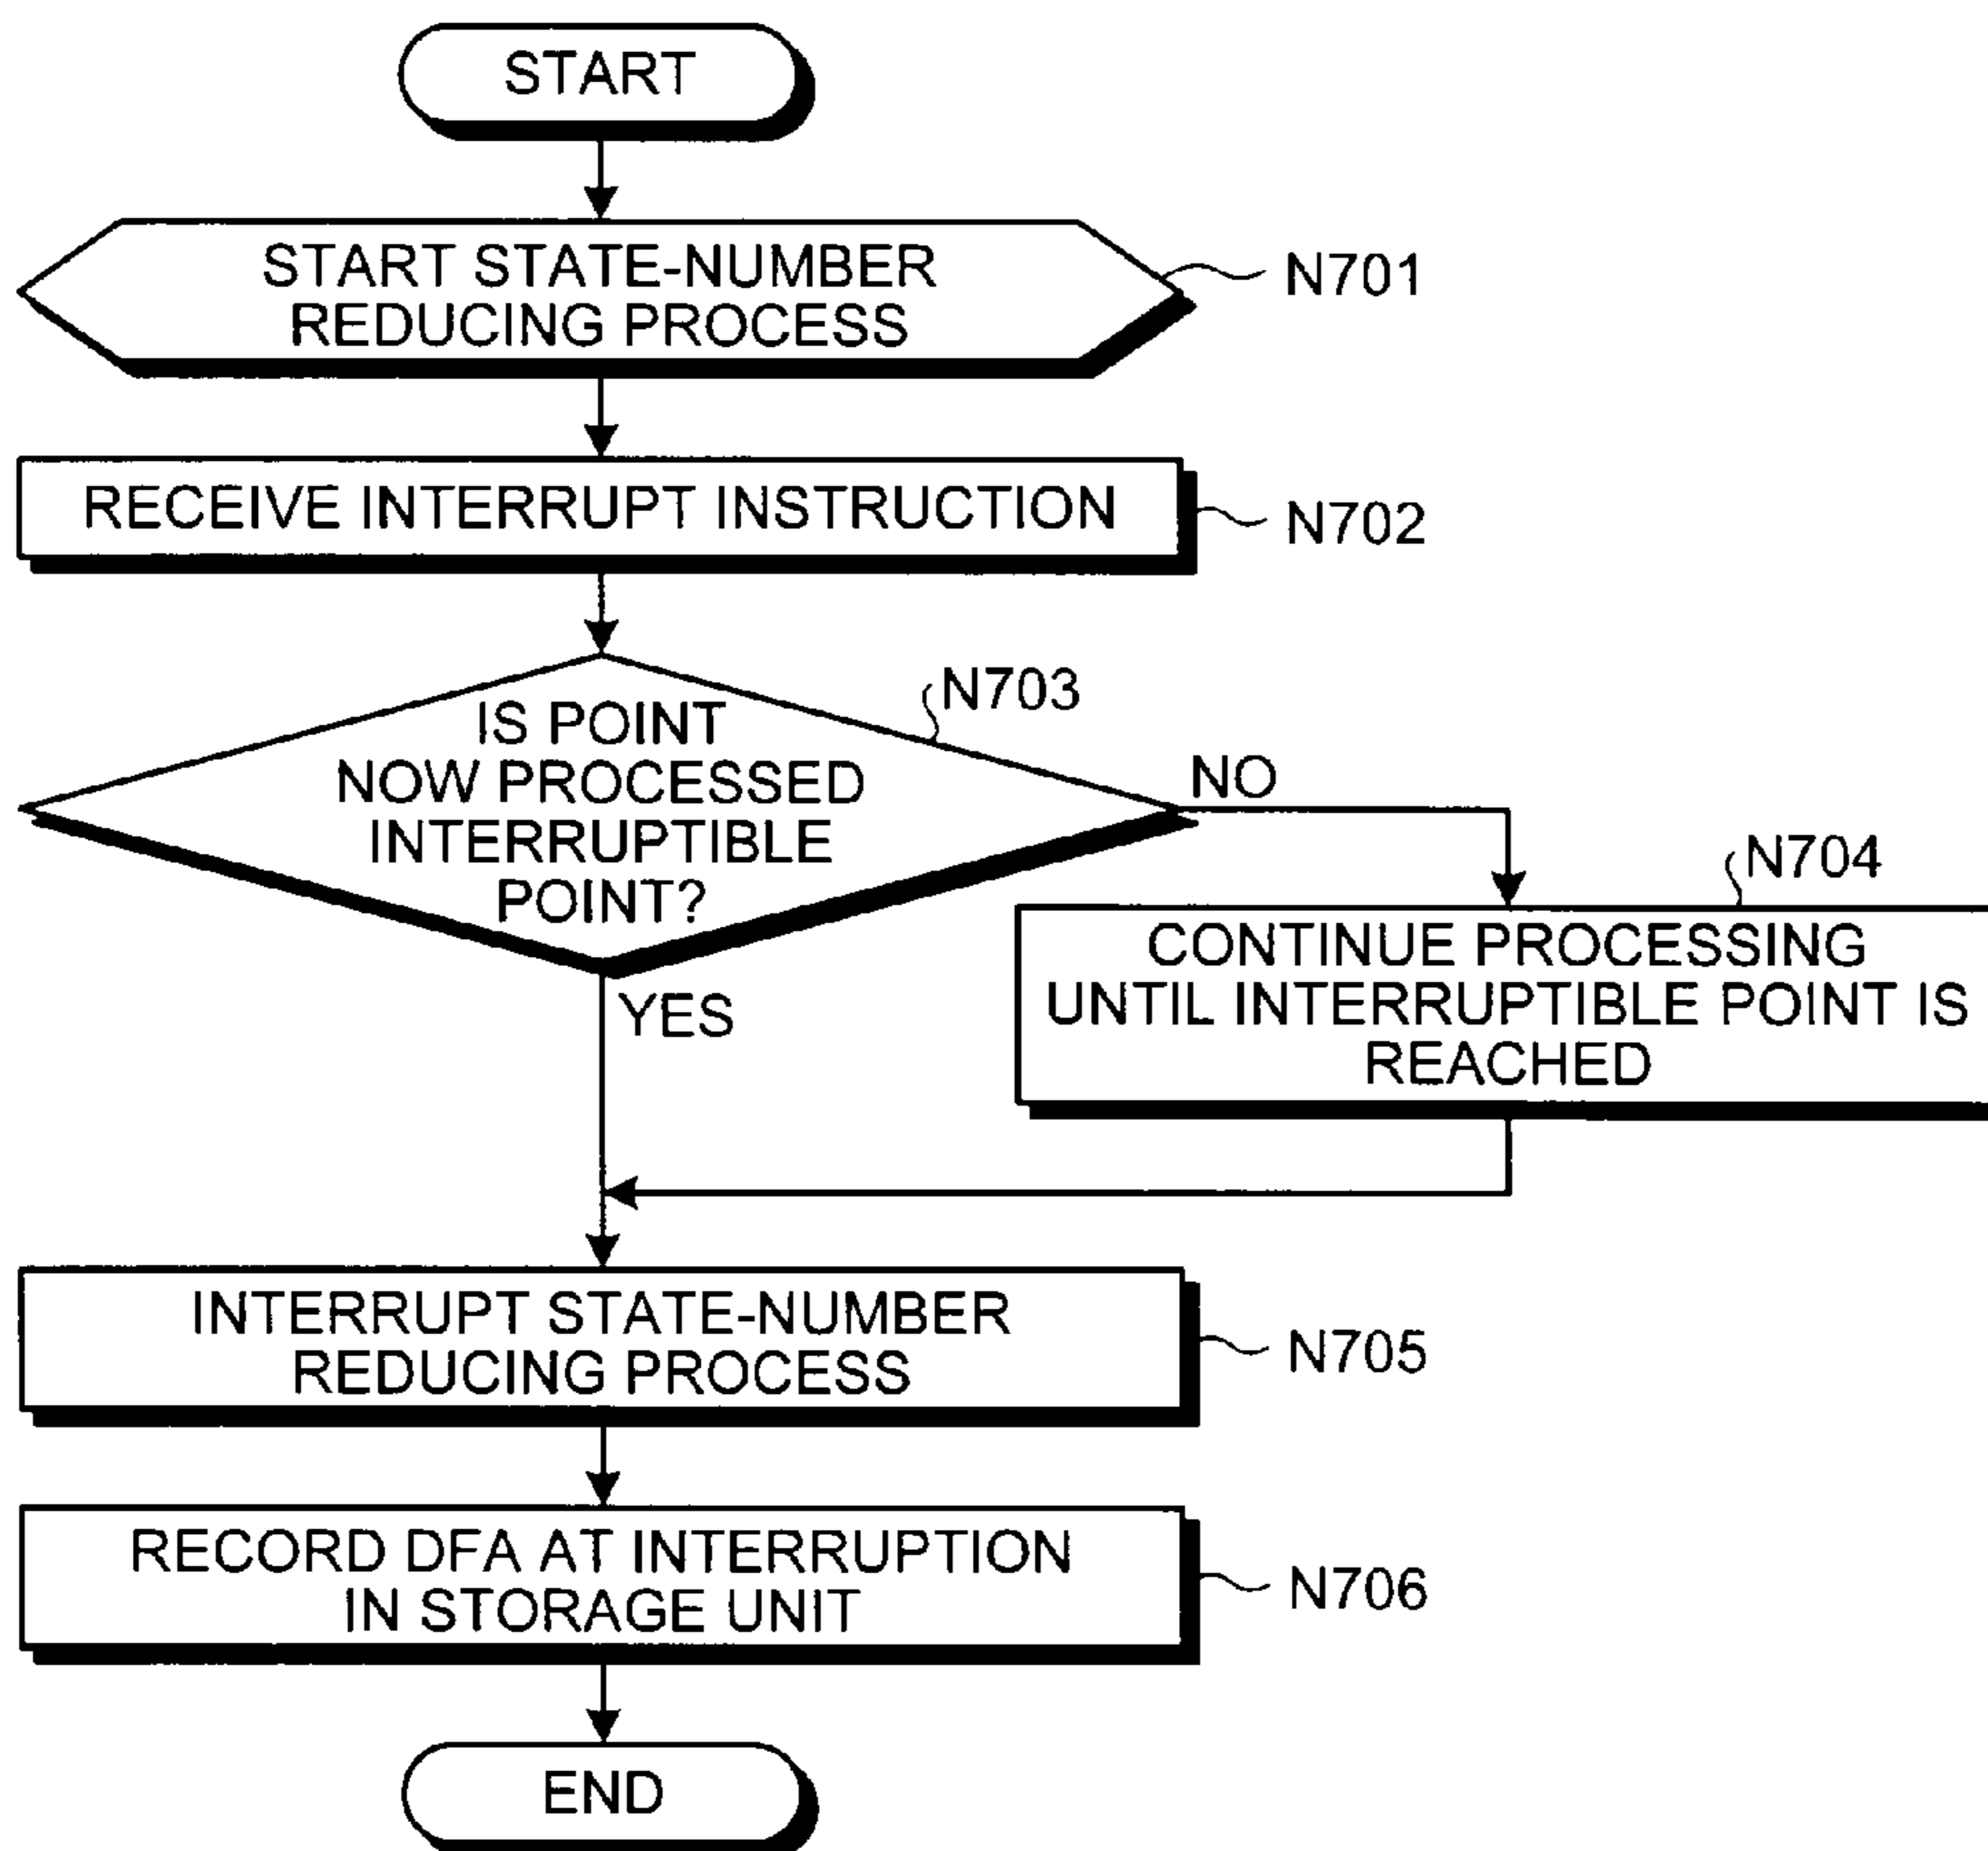 START
START STATE-NUMBER
REDUCING PROCESS
N701
RECEIVE INTERRUPT INSTRUCTION
N702
IS POINT
NOW PROCESSED
INTERRUPTIBLE
POINT?
N703
NO
YES
N704
CONTINUE PROCESSING
UNTIL INTERRUPTIBLE POINT IS
REACHED
INTERRUPT STATE-NUMBER
REDUCING PROCESS
N705
RECORD DFA AT INTERRUPTION
IN STORAGE UNIT
N706
END